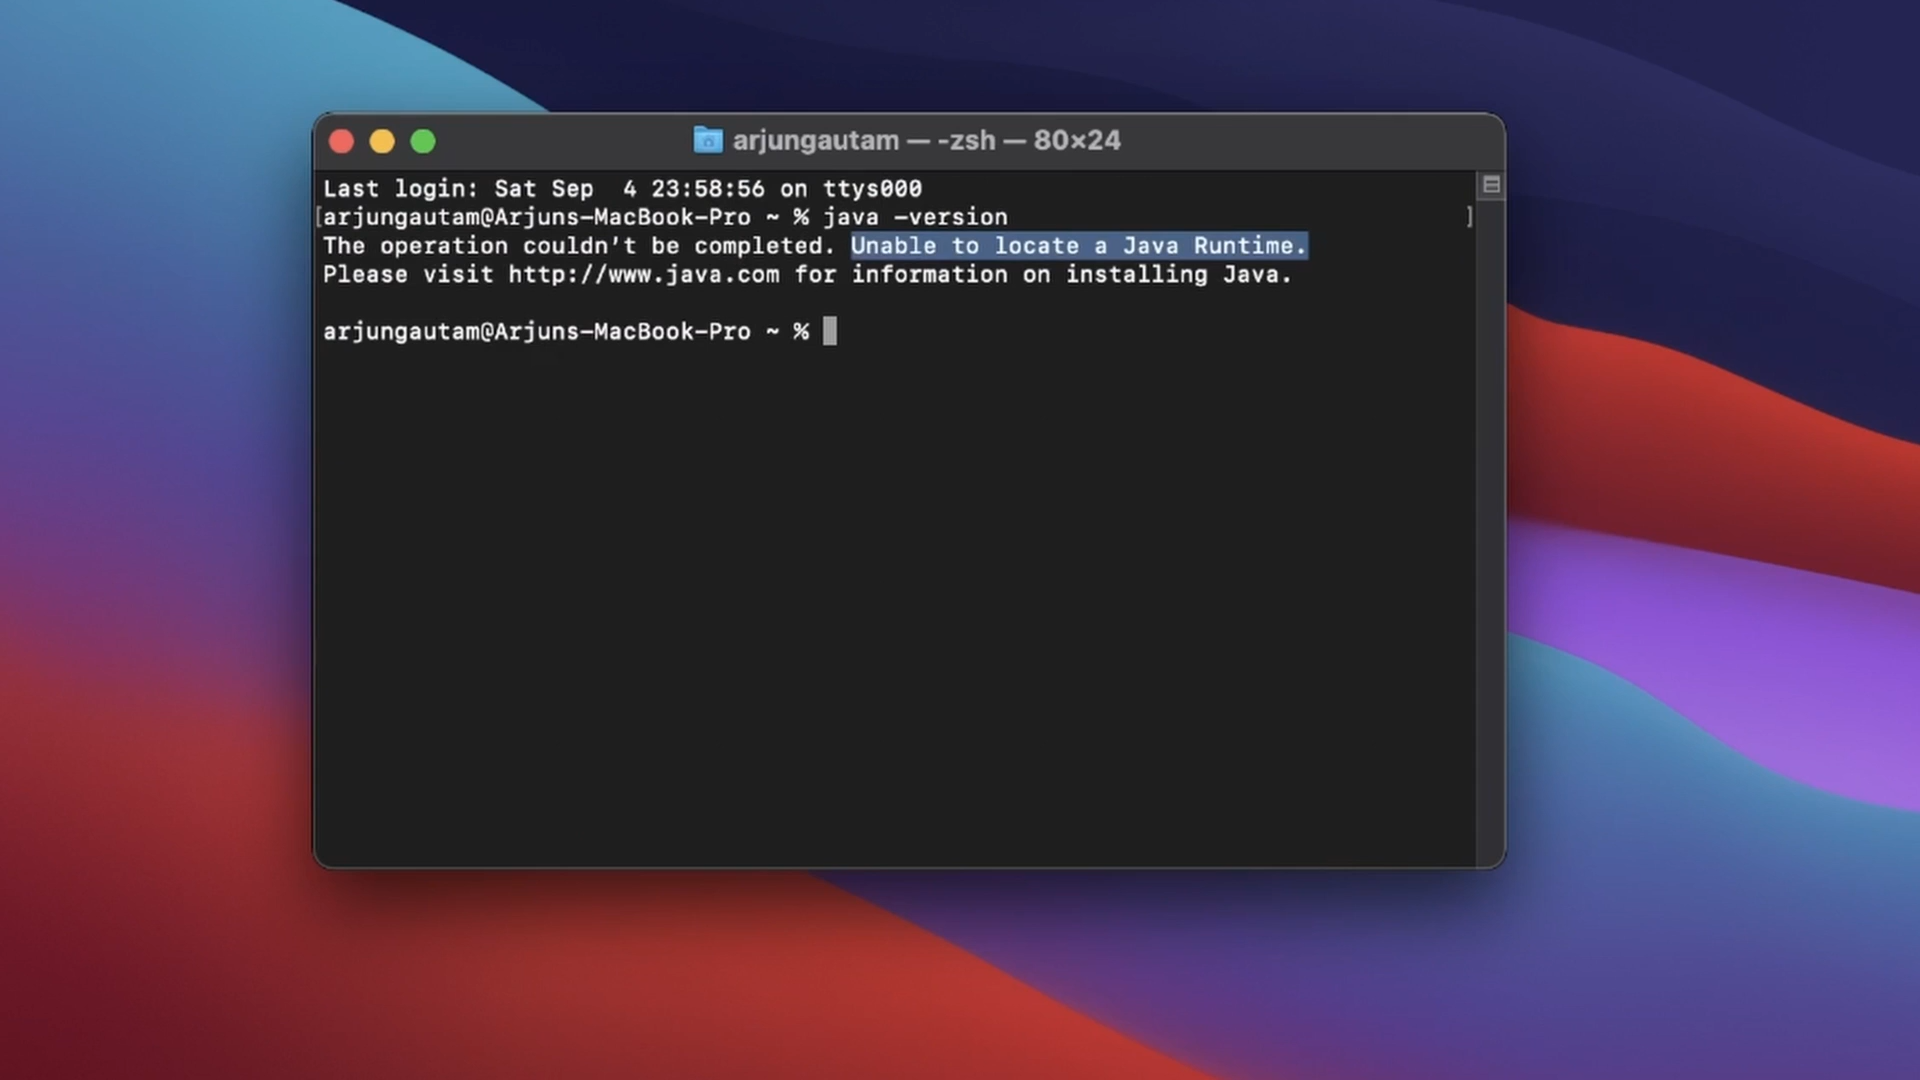 arjungautam — -zsh — 80×24
Last login: Sat Sep  4 23:58:56 on ttys000
[arjungautam@Arjuns-MacBook-Pro ~ % java -version ]
The operation couldn't be completed. Unable to locate a Java Runtime.
Please visit http://www.java.com for information on installing Java.
arjungautam@Arjuns-MacBook-Pro ~ %